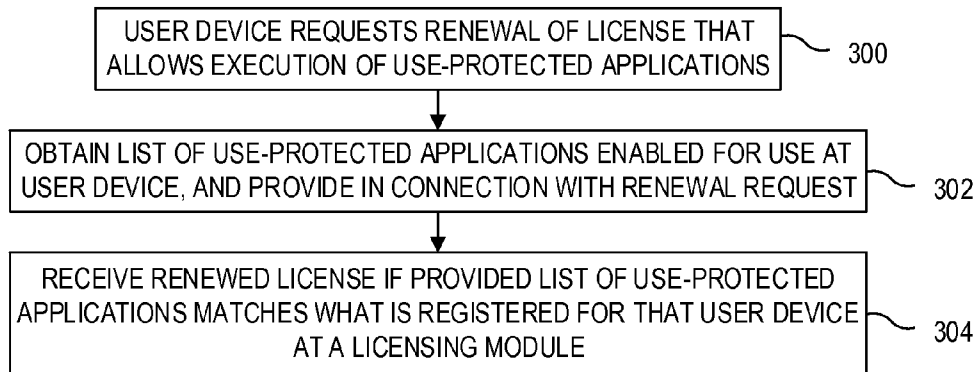 USER DEVICE REQUESTS RENEWAL OF LICENSE THAT
ALLOWS EXECUTION OF USE-PROTECTED APPLICATIONS
300
OBTAIN LIST OF USE-PROTECTED APPLICATIONS ENABLED FOR USE AT
USER DEVICE, AND PROVIDE IN CONNECTION WITH RENEWAL REQUEST
302
RECEIVE RENEWED LICENSE IF PROVIDED LIST OF USE-PROTECTED
APPLICATIONS MATCHES WHAT IS REGISTERED FOR THAT USER DEVICE
AT A LICENSING MODULE
304